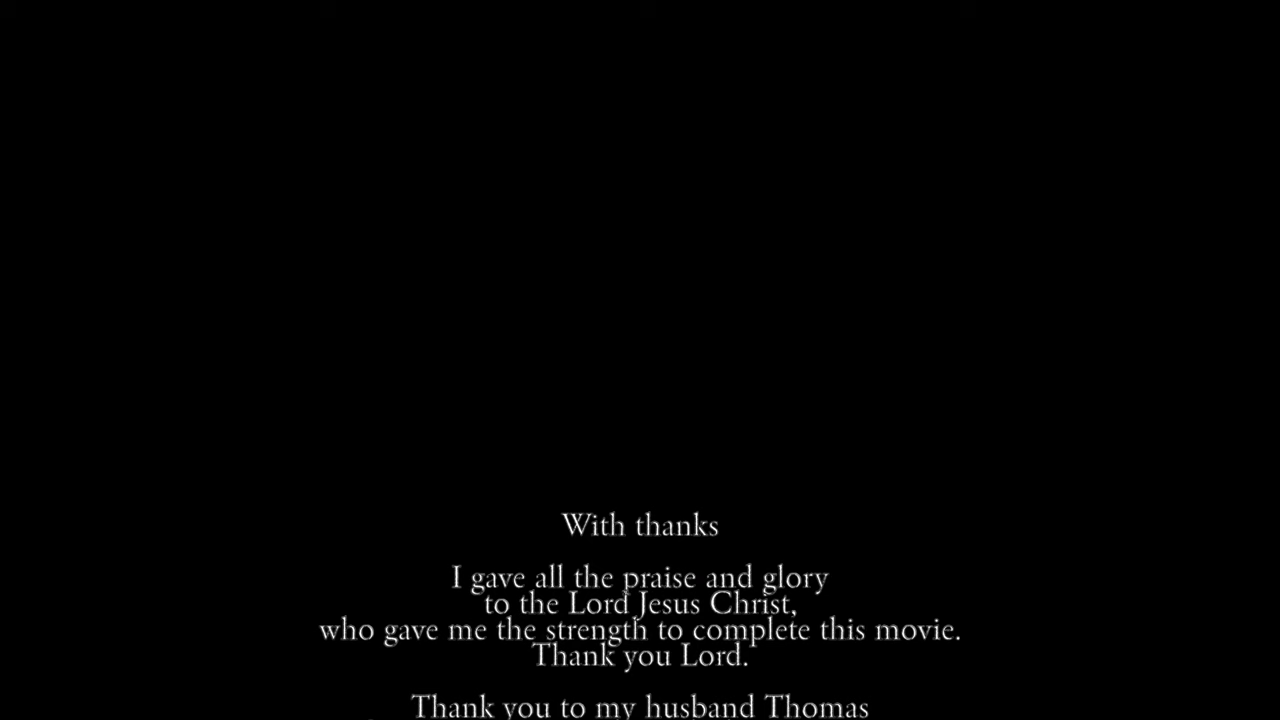 With thanks
I gave all the praise and glory
to the Lord Jesus Christ,
who gave me the strength to complete this movie.
Thank you Lord.
Thank you to my husband Thomas